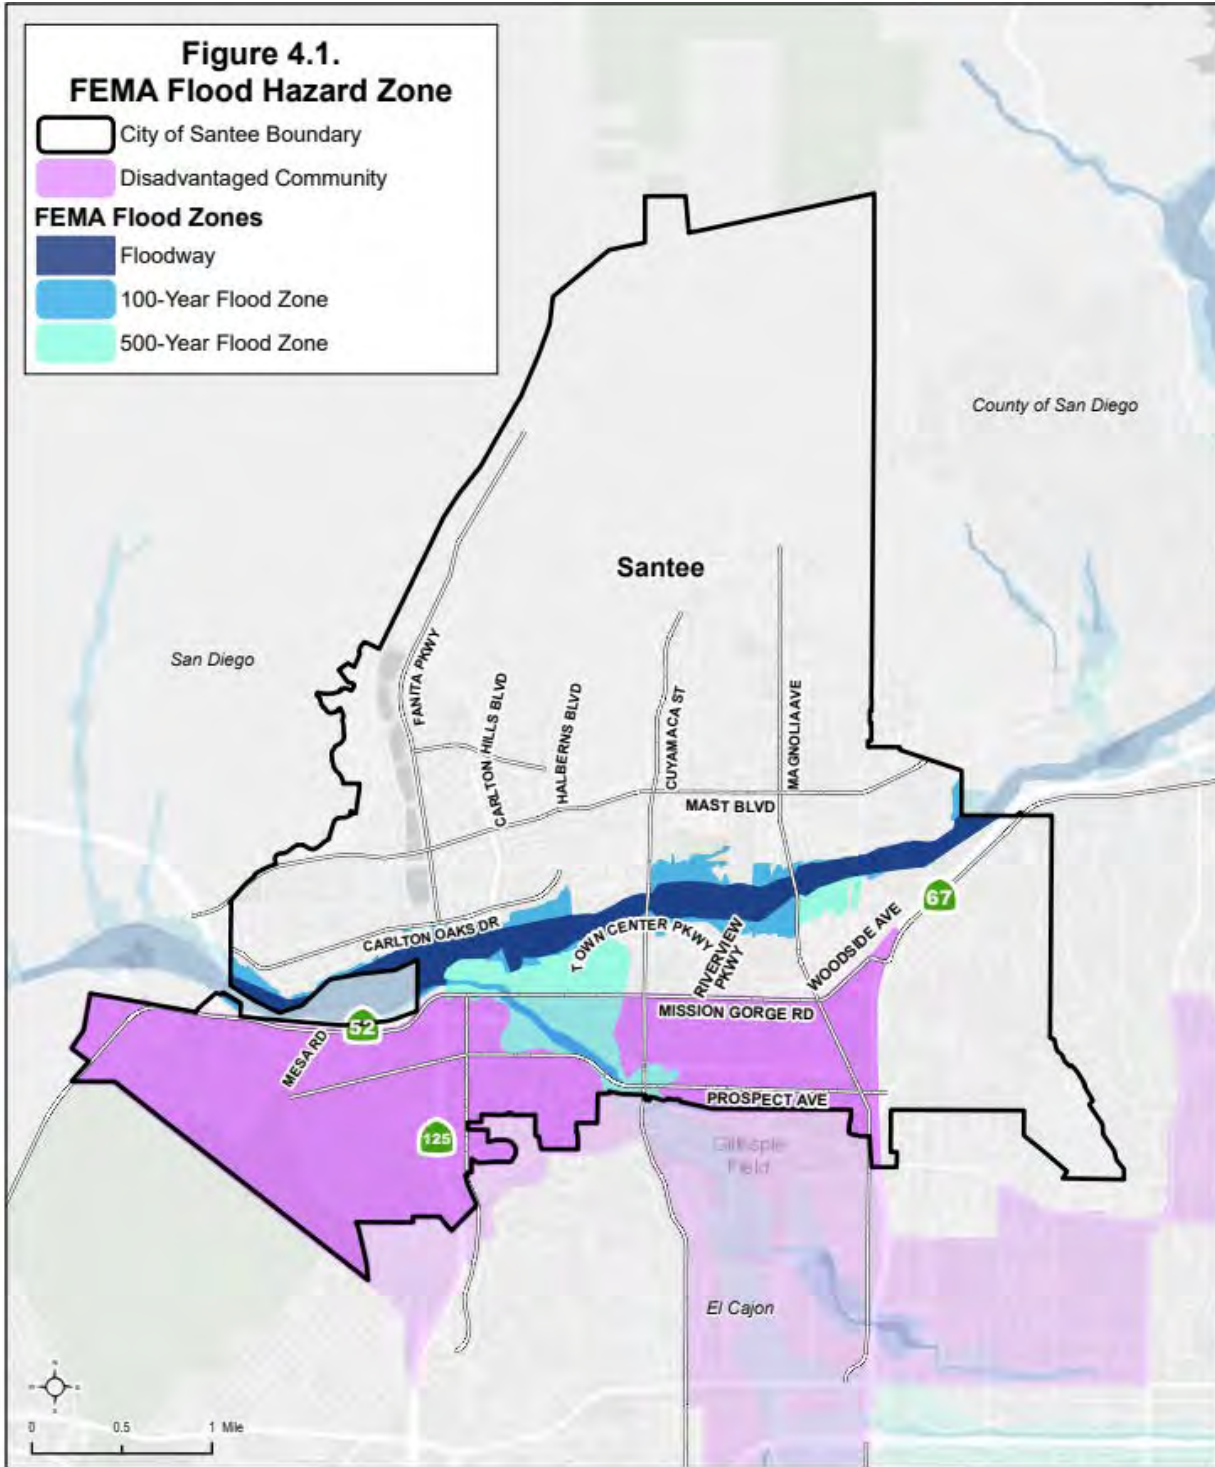 Figure 4.1.
FEMA Flood Hazard Zone
City of Santee Boundary
Disadvantaged Community
FEMA Flood Zones
Floodway
100-Year Flood Zone
500-Year Flood Zone
County of San Diego
Santee
San Diego
FANITA PKWY
CARLTON HILLS BLVD
HALBERNS BLVD
CUYAMACA ST
MAGNOLIA AVE
MAST BLVD
67
CARLTON OAKS DR
TOWN CENTER PKWY
RIVERVIEW
PKWY
WOODSIDE AVE
MISSION GORGE RD
52
MESA RD
PROSPECT AVE
125
Gillespie
Field
El Cajon
0 0.5 1 Mile